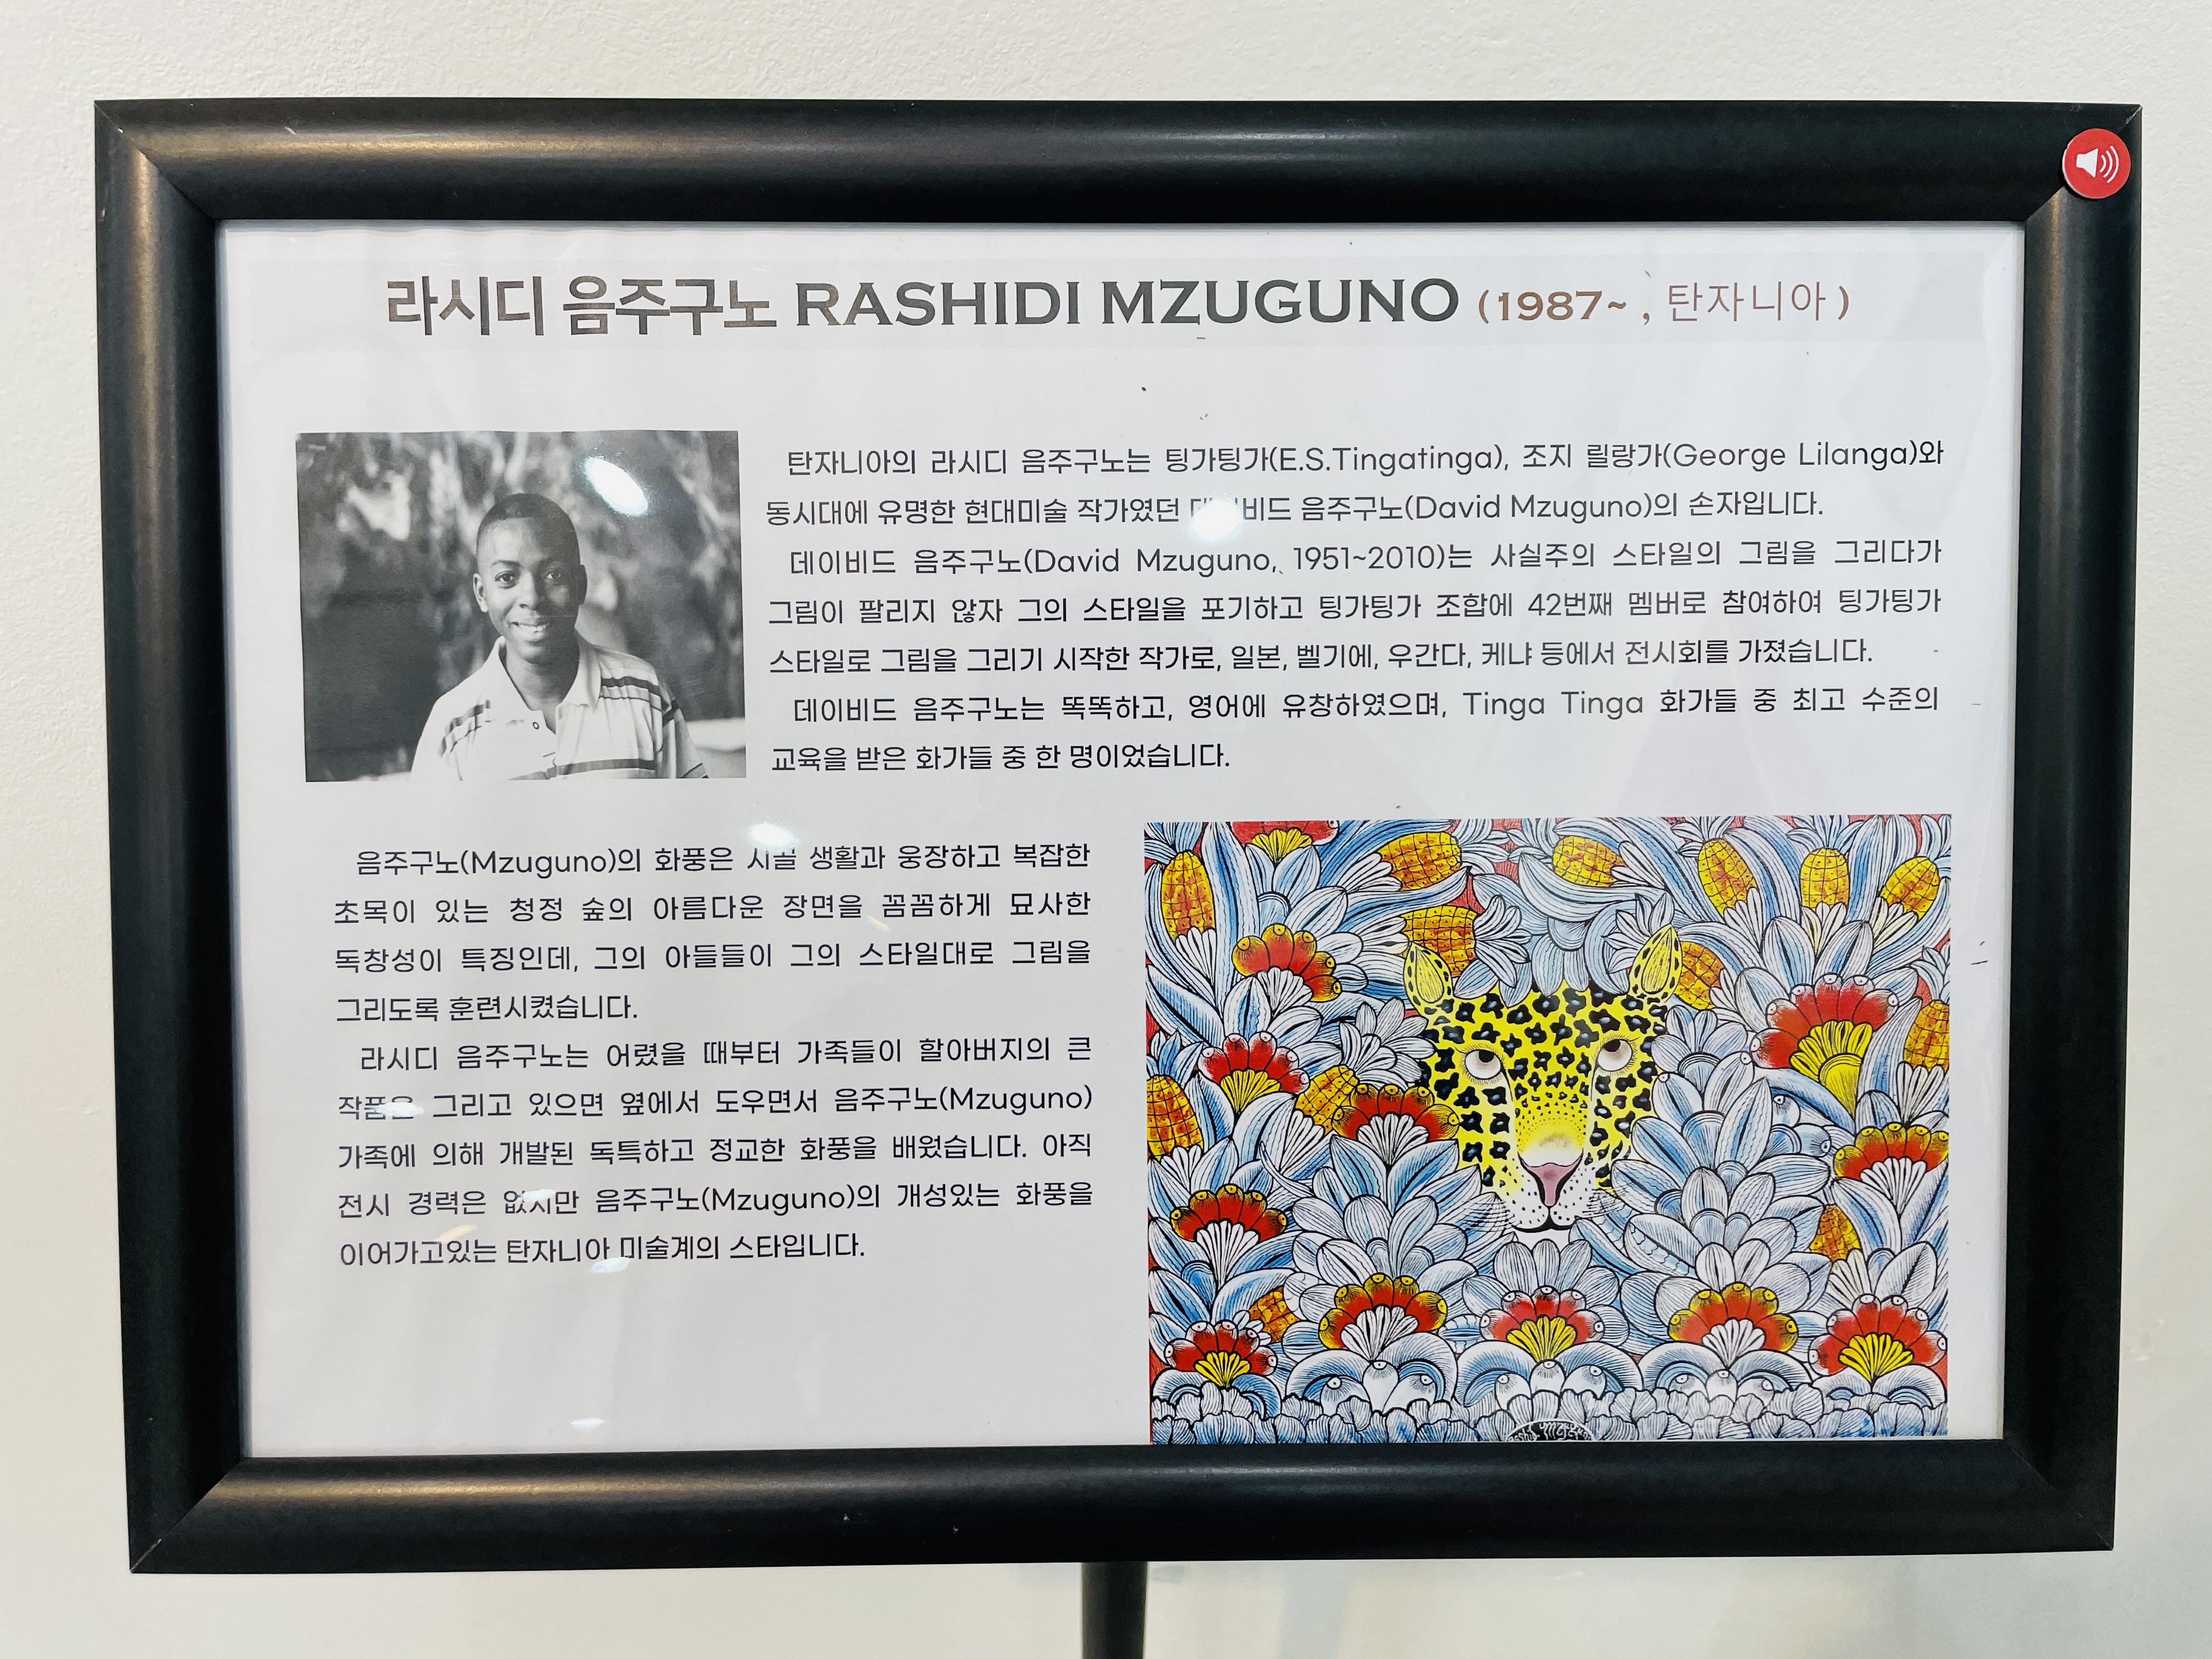 라시디 음주구노 RASHIDI MZUGUNO (1987~ , 탄자니아 )
탄자니아의 라시디 음주구노는 팅가팅가(E.S.Tingatinga), 조지 릴랑가(George Lilanga)와
동시대에 유명한 현대미술 작가였던 데이비드 음주구노(David Mzuguno)의 손자입니다.
데이비드 음주구노(David Mzuguno, 1951~2010)는 사실주의 스타일의 그림을 그리다가
그림이 팔리지 않자 그의 스타일을 포기하고 팅가팅가 조합에 42번째 멤버로 참여하여 팅가팅가
스타일로 그림을 그리기 시작한 작가로, 일본, 벨기에, 우간다, 케냐 등에서 전시회를 가졌습니다.
데이비드 음주구노는 똑똑하고, 영어에 유창하였으며, Tinga Tinga 화가들 중 최고 수준의
교육을 받은 화가들 중 한 명이었습니다.
음주구노(Mzuguno)의 화풍은 시골 생활과 웅장하고 복잡한
초목이 있는 청정 숲의 아름다운 장면을 꼼꼼하게 묘사한
독창성이 특징인데, 그의 아들들이 그의 스타일대로 그림을
그리도록 훈련시켰습니다.
라시디 음주구노는 어렸을 때부터 가족들이 할아버지의 큰
작품을 그리고 있으면 옆에서 도우면서 음주구노(Mzuguno)
가족에 의해 개발된 독특하고 정교한 화풍을 배웠습니다. 아직
전시 경력은 없지만 음주구노(Mzuguno)의 개성있는 화풍을
이어가고있는 탄자니아 미술계의 스타입니다.